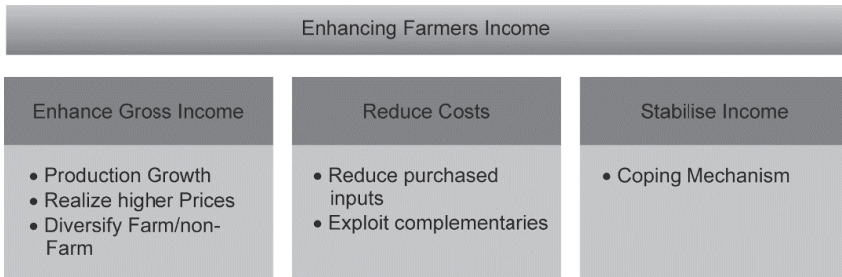 Enhancing Farmers Income
Enhance Gross Income
• Production Growth
• Realize higher Prices
• Diversify Farm/non-
Farm
Reduce Costs
• Reduce purchased
inputs
• Exploit complementaries
Stabilise Income
• Coping Mechanism